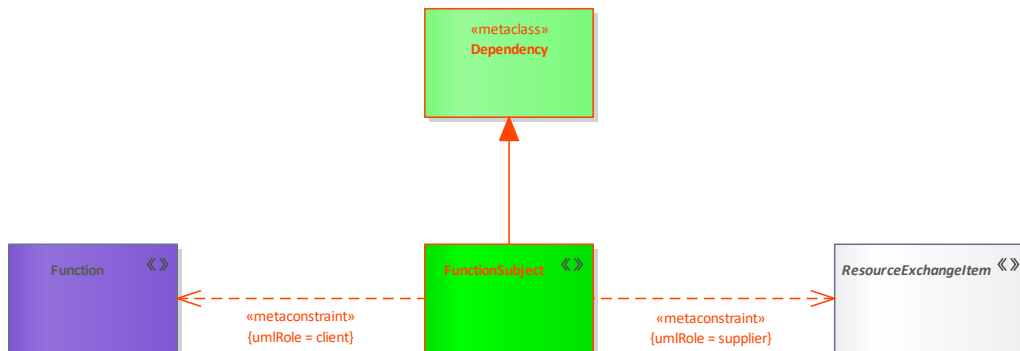 «metaclass»
Dependency
Function «»
FunctionSubject «»
ResourceExchangeItem «»
«metaconstraint»
{umlRole = client}
«metaconstraint»
{umlRole = supplier}